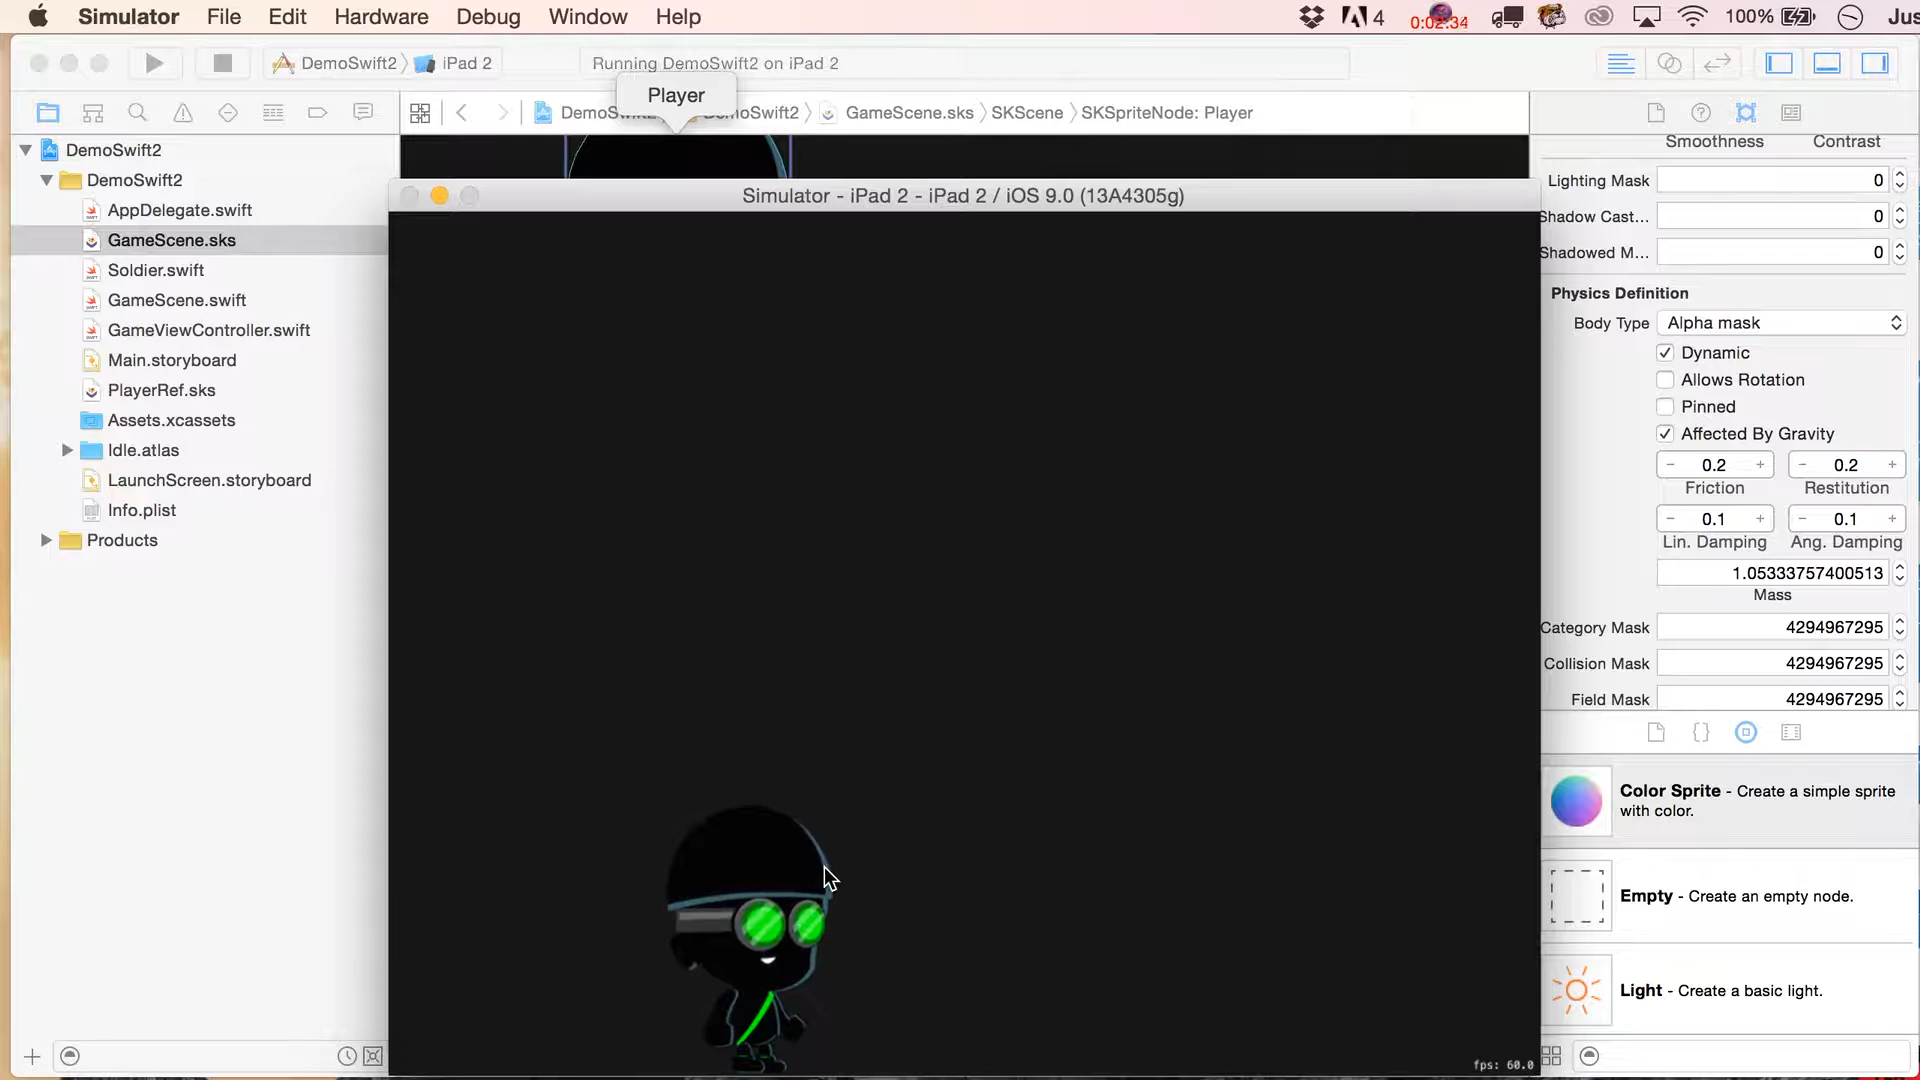 Simulator File Edit Hardware Debug Window Help 4 0:02:34 100% Jus
DemoSwift2 iPad 2 Running DemoSwift2 on iPad 2
Player
GameScene.sks SKScene SKSpriteNode: Player
Smoothness Contrast
DemoSwift2
DemoSwift2
AppDelegate.swift
GameScene.sks
Soldier.swift
GameScene.swift
GameViewController.swift
Main.storyboard
PlayerRef.sks
Assets.xcassets
Idle.atlas
LaunchScreen.storyboard
Info.plist
Products
Simulator - iPad 2 - iPad 2 / iOS 9.0 (13A4305g)
fps: 60.0
Lighting Mask 0
Shadow Cast... 0
Shadowed M... 0
Physics Definition
Body Type Alpha mask
Dynamic
Allows Rotation
Pinned
Affected By Gravity
0.2 0.2
Friction Restitution
0.1 0.1
Lin. Damping Ang. Damping
1.05333757400513
Mass
Category Mask 4294967295
Collision Mask 4294967295
Field Mask 4294967295
Color Sprite - Create a simple sprite
with color.
Empty - Create an empty node.
Light - Create a basic light.